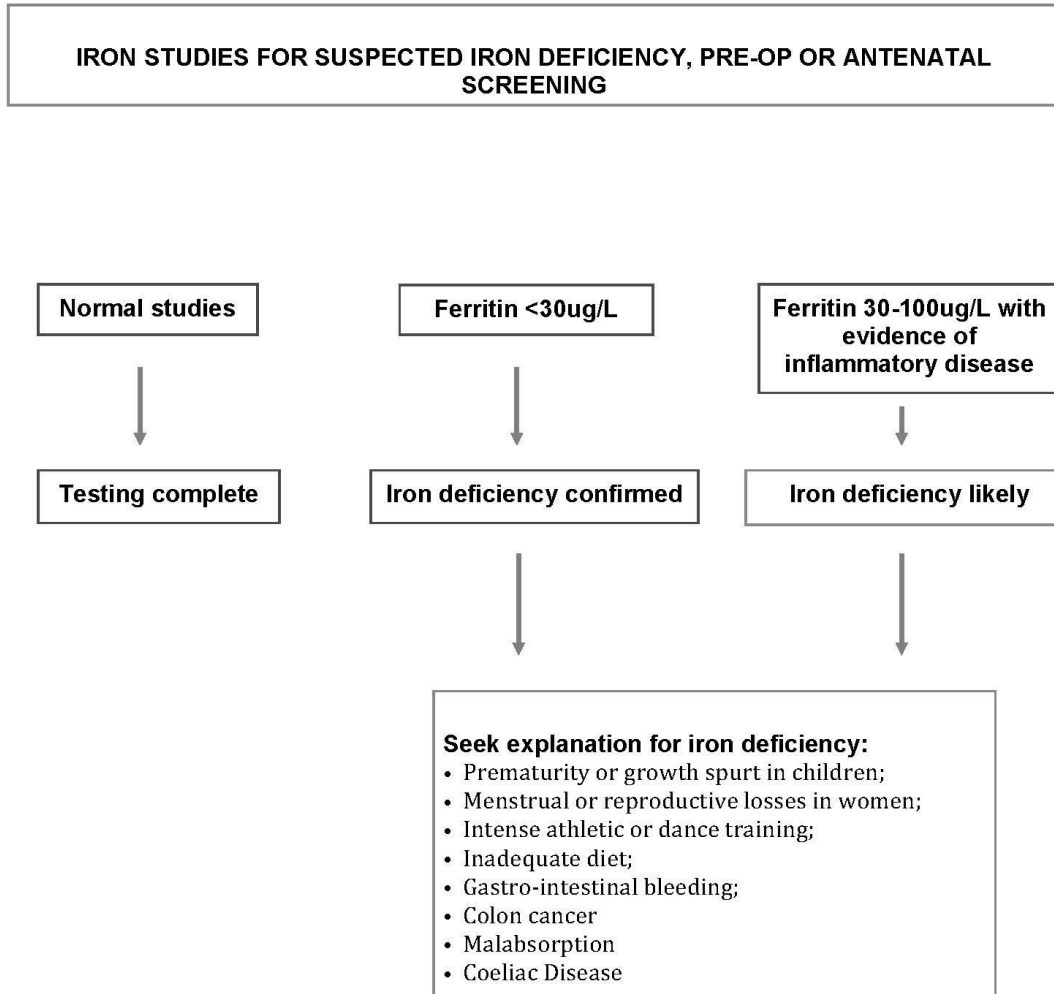 IRON STUDIES FOR SUSPECTED IRON DEFICIENCY, PRE-OP OR ANTENATAL
SCREENING
Normal studies
Ferritin <30ug/L
Ferritin 30-100ug/L with
evidence of
inflammatory disease
Testing complete
Iron deficiency confirmed
Iron deficiency likely
Seek explanation for iron deficiency:
• Prematurity or growth spurt in children;
• Menstrual or reproductive losses in women;
• Intense athletic or dance training;
• Inadequate diet;
• Gastro-intestinal bleeding;
• Colon cancer
• Malabsorption
• Coeliac Disease